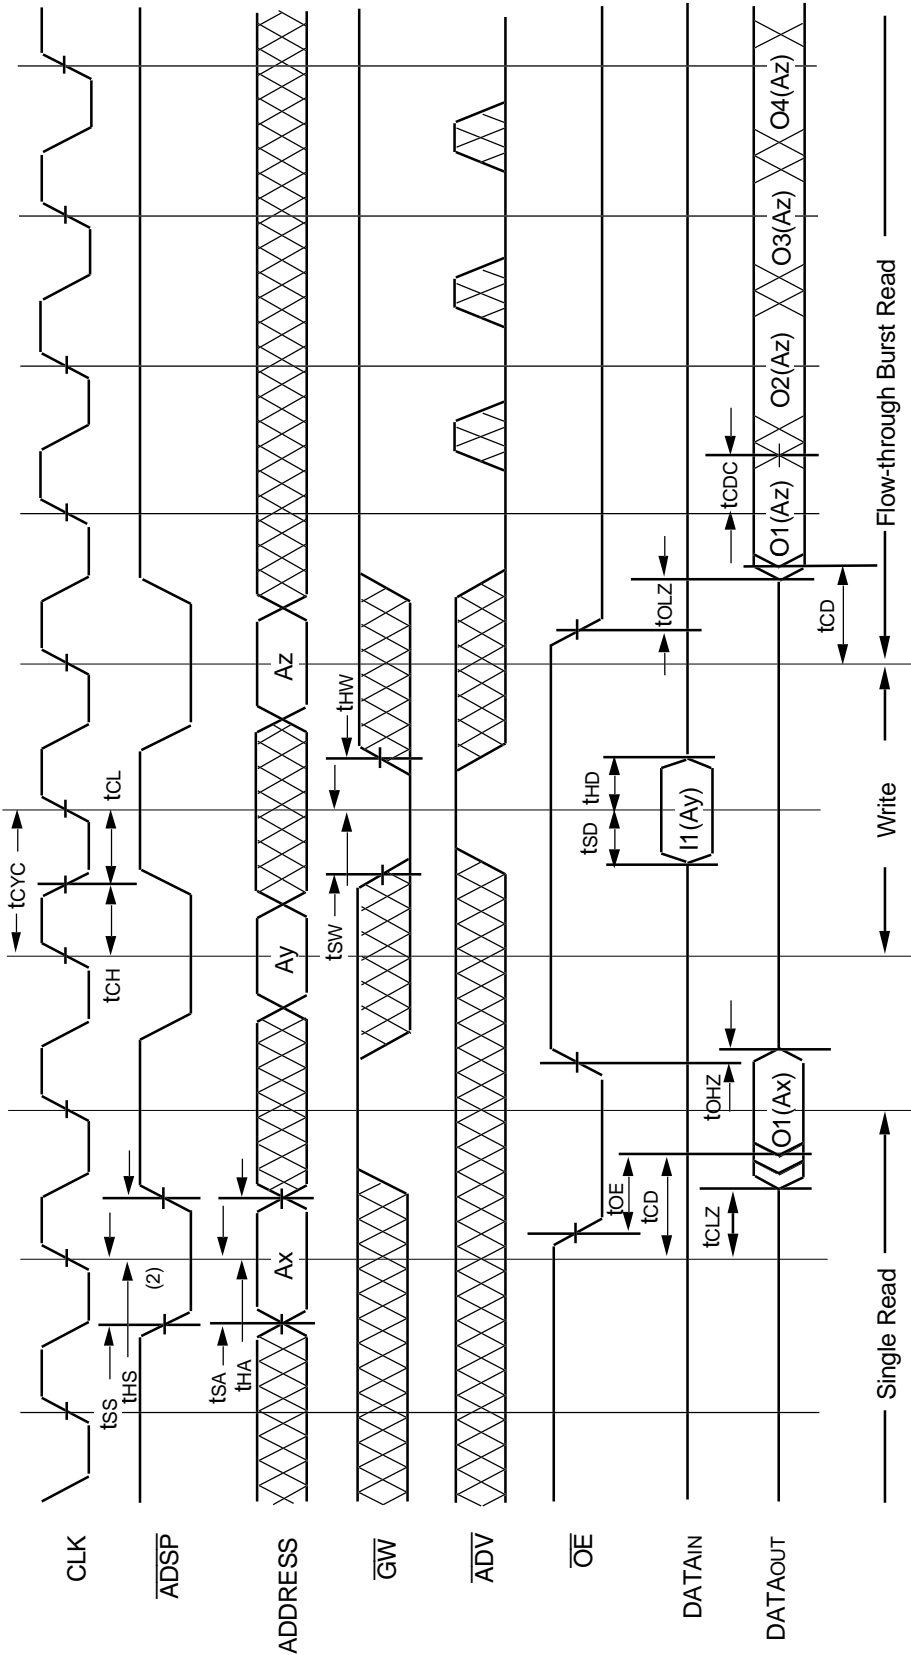 tCYC
CLK
tSS
tHS
(2)
tCH
tCL
ADSP
tSA
tHA
ADDRESS
Ax
Ay
Az
tSW
tHW
GW
ADV
OE
tOE
tCD
tOHZ
tSD
tHD
tOLZ
DATAIN
I1(Ay)
tCLZ
tCDC
DATAOUT
O1(Ax)
O1(Az)
O2(Az)
O3(Az)
O4(Az)
tCD
Single Read
Write
Flow-through Burst Read